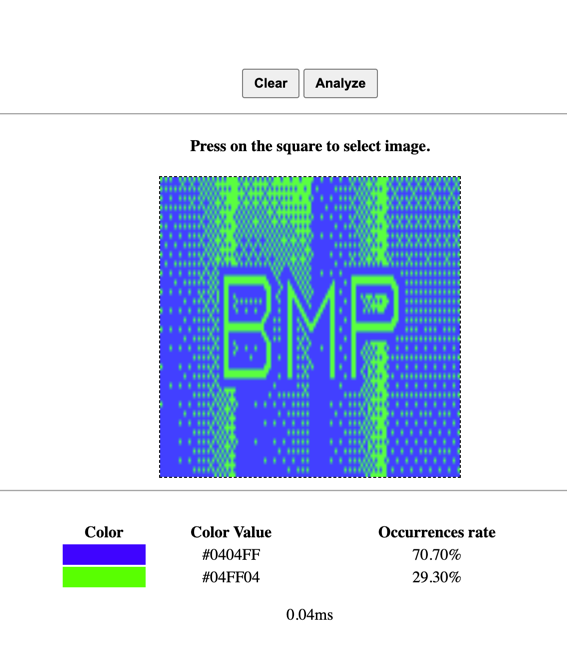 Clear Analyze
Press on the square to select image.
BMP
Color Color Value Occurrences rate
#0404FF 70.70%
#04FF04 29.30%
0.04ms